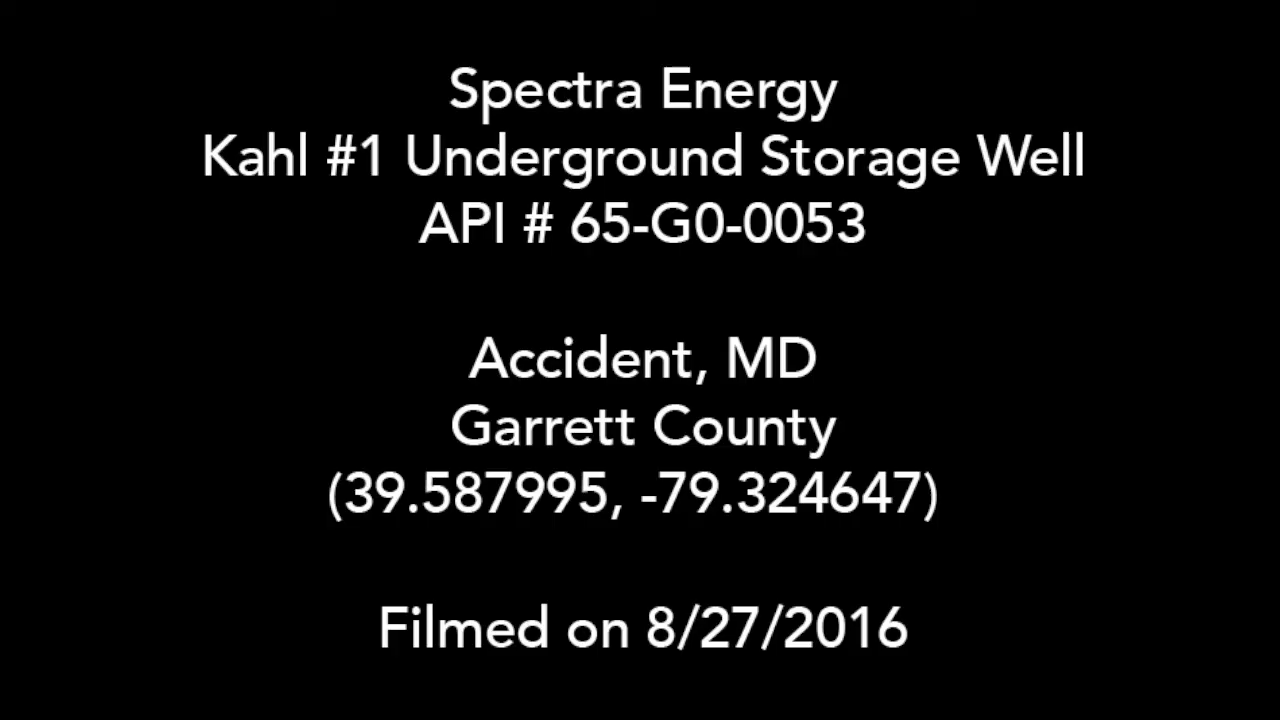 Spectra Energy
Kahl #1 Underground Storage Well
API # 65-G0-0053
Accident, MD
Garrett County
(39.587995, -79.324647)
Filmed on 8/27/2016